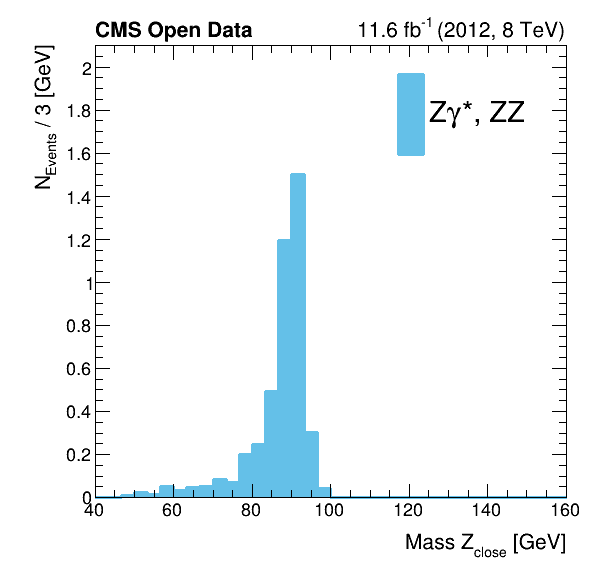 CMS Open Data
11.6 fb⁻¹ (2012, 8 TeV)
N_Events / 3 [GeV]
Zγ*, ZZ
2
1.8
1.6
1.4
1.2
1
0.8
0.6
0.4
0.2
0
40 60 80 100 120 140 160
Mass Z_close [GeV]